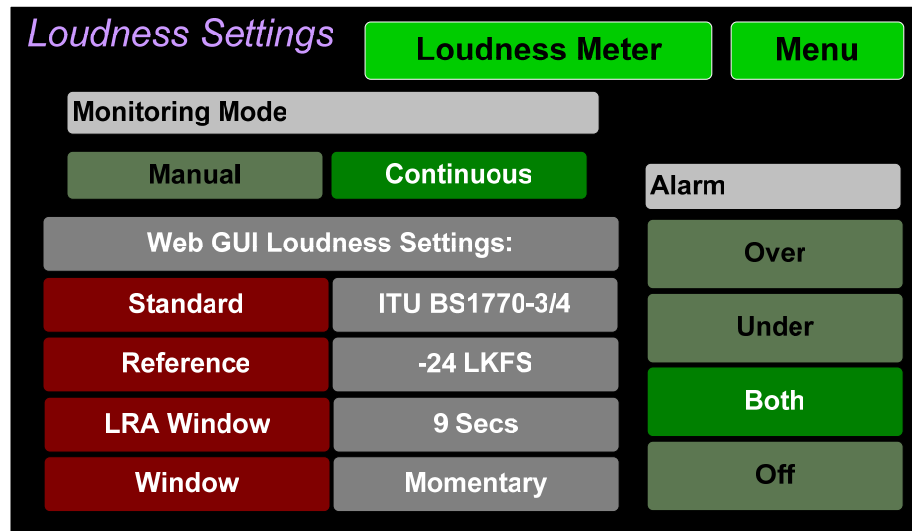 Loudness Settings
Loudness Meter
Menu
Monitoring Mode
Manual
Continuous
Alarm
Web GUI Loudness Settings:
Over
Standard
ITU BS1770-3/4
Under
Reference
-24 LKFS
Both
LRA Window
9 Secs
Off
Window
Momentary